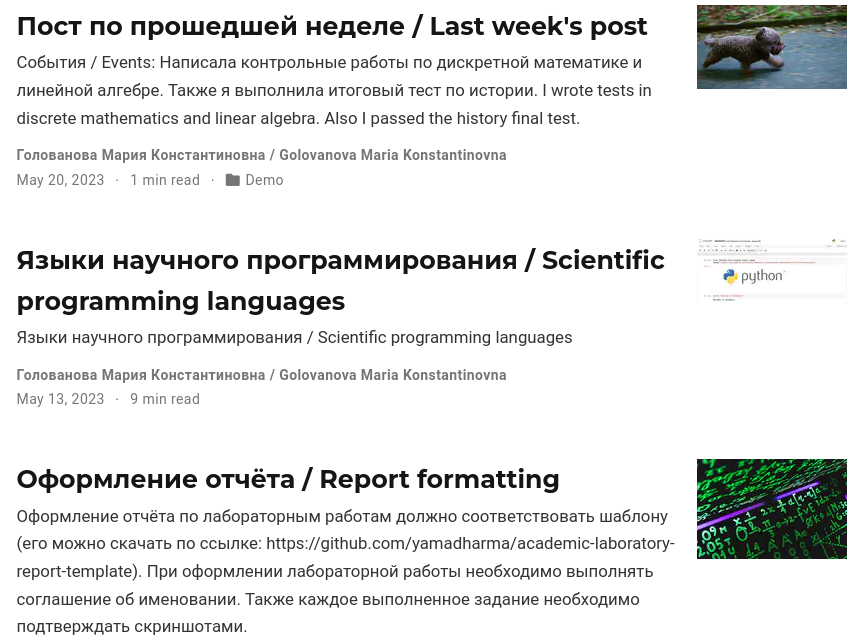 Пост по прошедшей неделе / Last week's post
События / Events: Написала контрольные работы по дискретной математике и
линейной алгебре. Также я выполнила итоговый тест по истории. I wrote tests in
discrete mathematics and linear algebra. Also I passed the history final test.
Голованова Мария Константиновна / Golovanova Maria Konstantinovna
May 20, 2023 · 1 min read · Demo
Языки научного программирования / Scientific
programming languages
python
Языки научного программирования / Scientific programming languages
Голованова Мария Константиновна / Golovanova Maria Konstantinovna
May 13, 2023 · 9 min read
Оформление отчёта / Report formatting
Оформление отчёта по лабораторным работам должно соответствовать шаблону
(его можно скачать по ссылке: https://github.com/yamadharma/academic-laboratory-
report-template). При оформлении лабораторной работы необходимо выполнять
соглашение об именовании. Также каждое выполненное задание необходимо
подтверждать скриншотами.